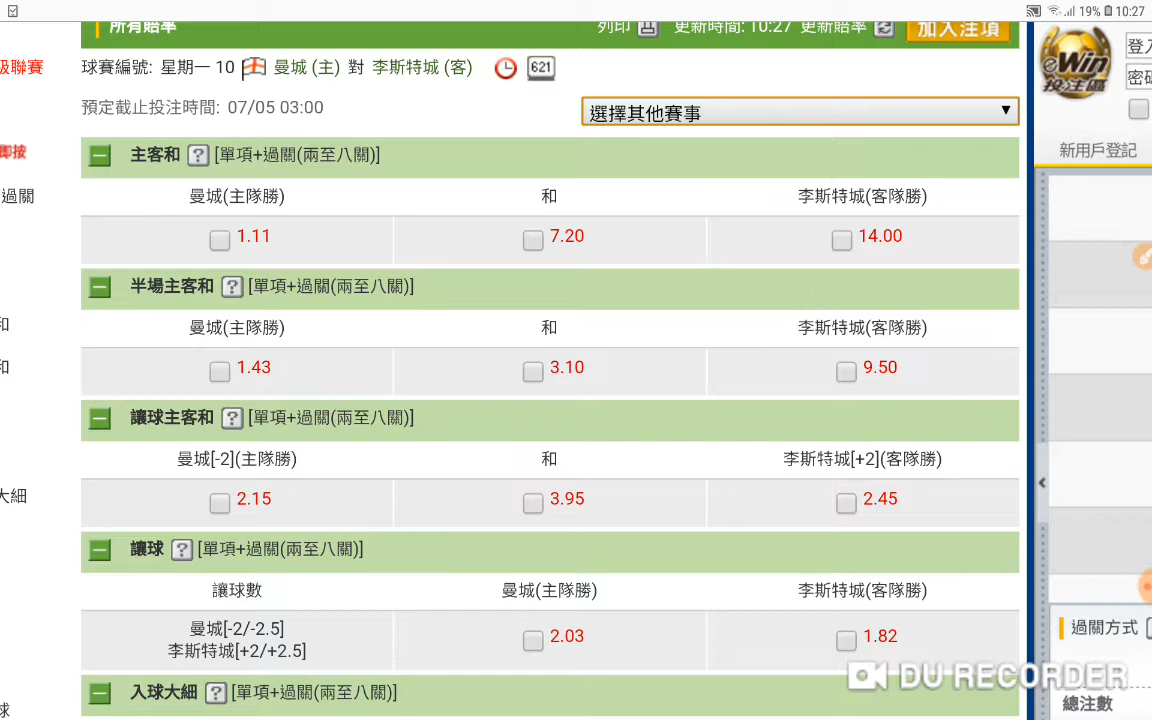 19% 10:27
所有賠率 列印 更新時間: 10:27 更新賠率 加入注項
級聯賽
球賽編號: 星期一 10 曼城 (主) 對 李斯特城 (客) 621
eWin 投注區
登入
密碼
預定截止投注時間: 07/05 03:00
選擇其他賽事
即按
新用戶登記
主客和 ? [單項+過關(兩至八關)]
過關
曼城(主隊勝) 和 李斯特城(客隊勝)
1.11 7.20 14.00
半場主客和 ? [單項+過關(兩至八關)]
和
曼城(主隊勝) 和 李斯特城(客隊勝)
和
1.43 3.10 9.50
讓球主客和 ? [單項+過關(兩至八關)]
曼城[-2](主隊勝) 和 李斯特城[+2](客隊勝)
大細
2.15 3.95 2.45
讓球 ? [單項+過關(兩至八關)]
讓球數 曼城(主隊勝) 李斯特城(客隊勝)
曼城[-2/-2.5]
李斯特城[+2/+2.5]
2.03 1.82
過關方式
DU RECORDER
入球大細 ? [單項+過關(兩至八關)]
總注數
球